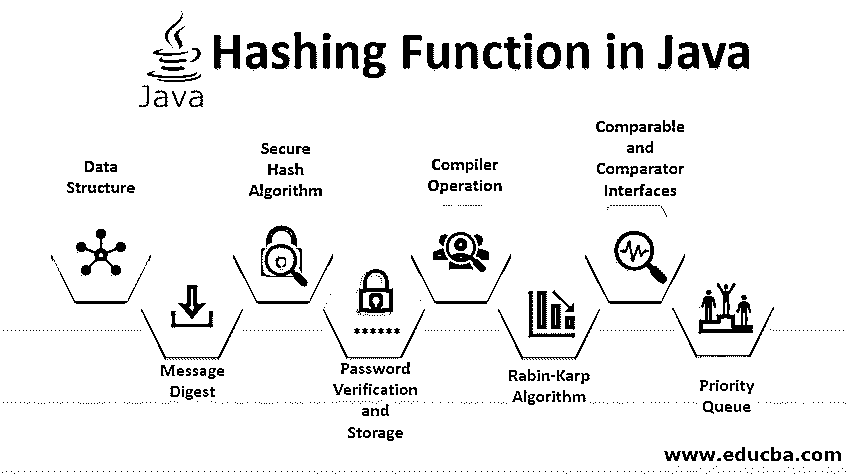 Java
Hashing Function in Java
Data
Structure
Message
Digest
Secure
Hash
Algorithm
Password
Verification
and
Storage
Compiler
Operation
Rabin-Karp
Algorithm
Comparable
and
Comparator
Interfaces
Priority
Queue
www.educba.com